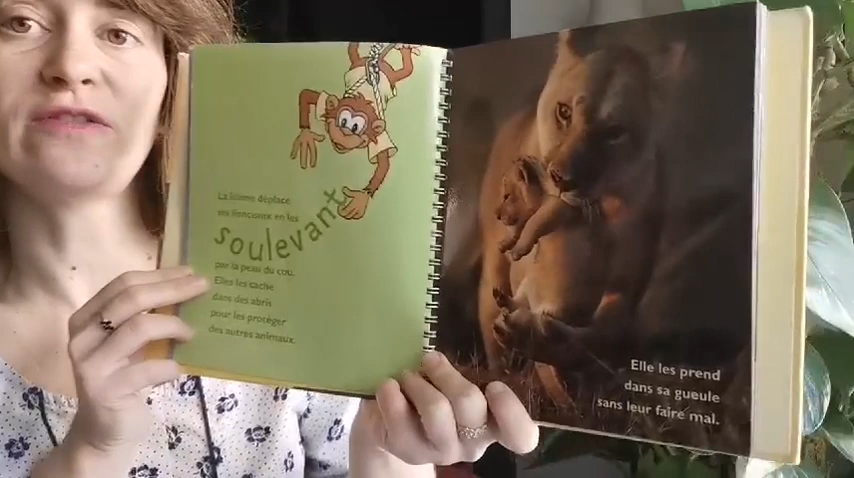 La lionne déplace
ses lionceaux en les
soulevant
par la peau du cou.
Elles les cache
dans des abris
pour les protéger
des autres animaux.
Elle les prend
dans sa gueule
sans leur faire mal.